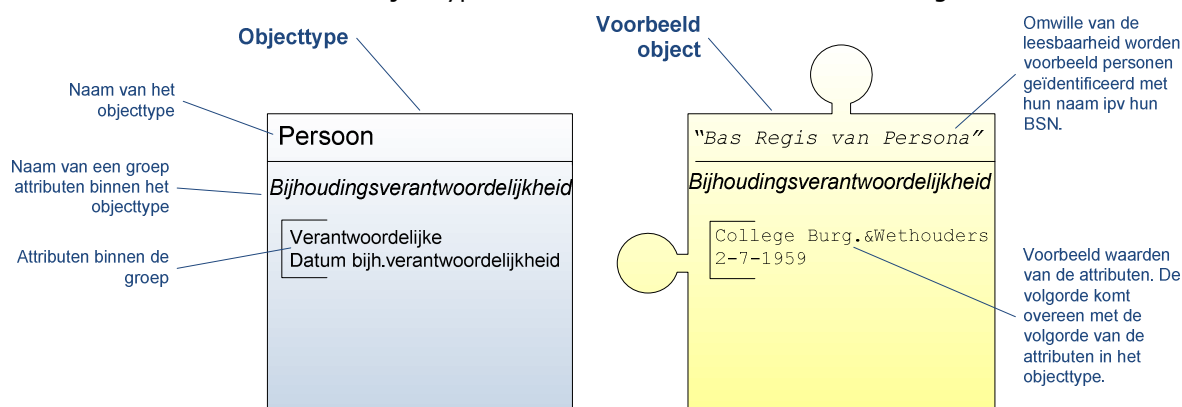 Objecttype
Naam van het
objecttype
Persoon
Naam van een groep
attributen binnen het
objecttype
Bijhoudingsverantwoordelijkheid
Attributen binnen de
groep
Verantwoordelijke
Datum bijh.verantwoordelijkheid
Voorbeeld
object
Omwille van de
leesbaarheid worden
voorbeeld personen
geïdentificeerd met
hun naam ipv hun
BSN.
“Bas Regis van Persona”
Bijhoudingsverantwoordelijkheid
College Burg.&Wethouders
2-7-1959
Voorbeeld waarden
van de attributen. De
volgorde komt
overeen met de
volgorde van de
attributen in het
objecttype.